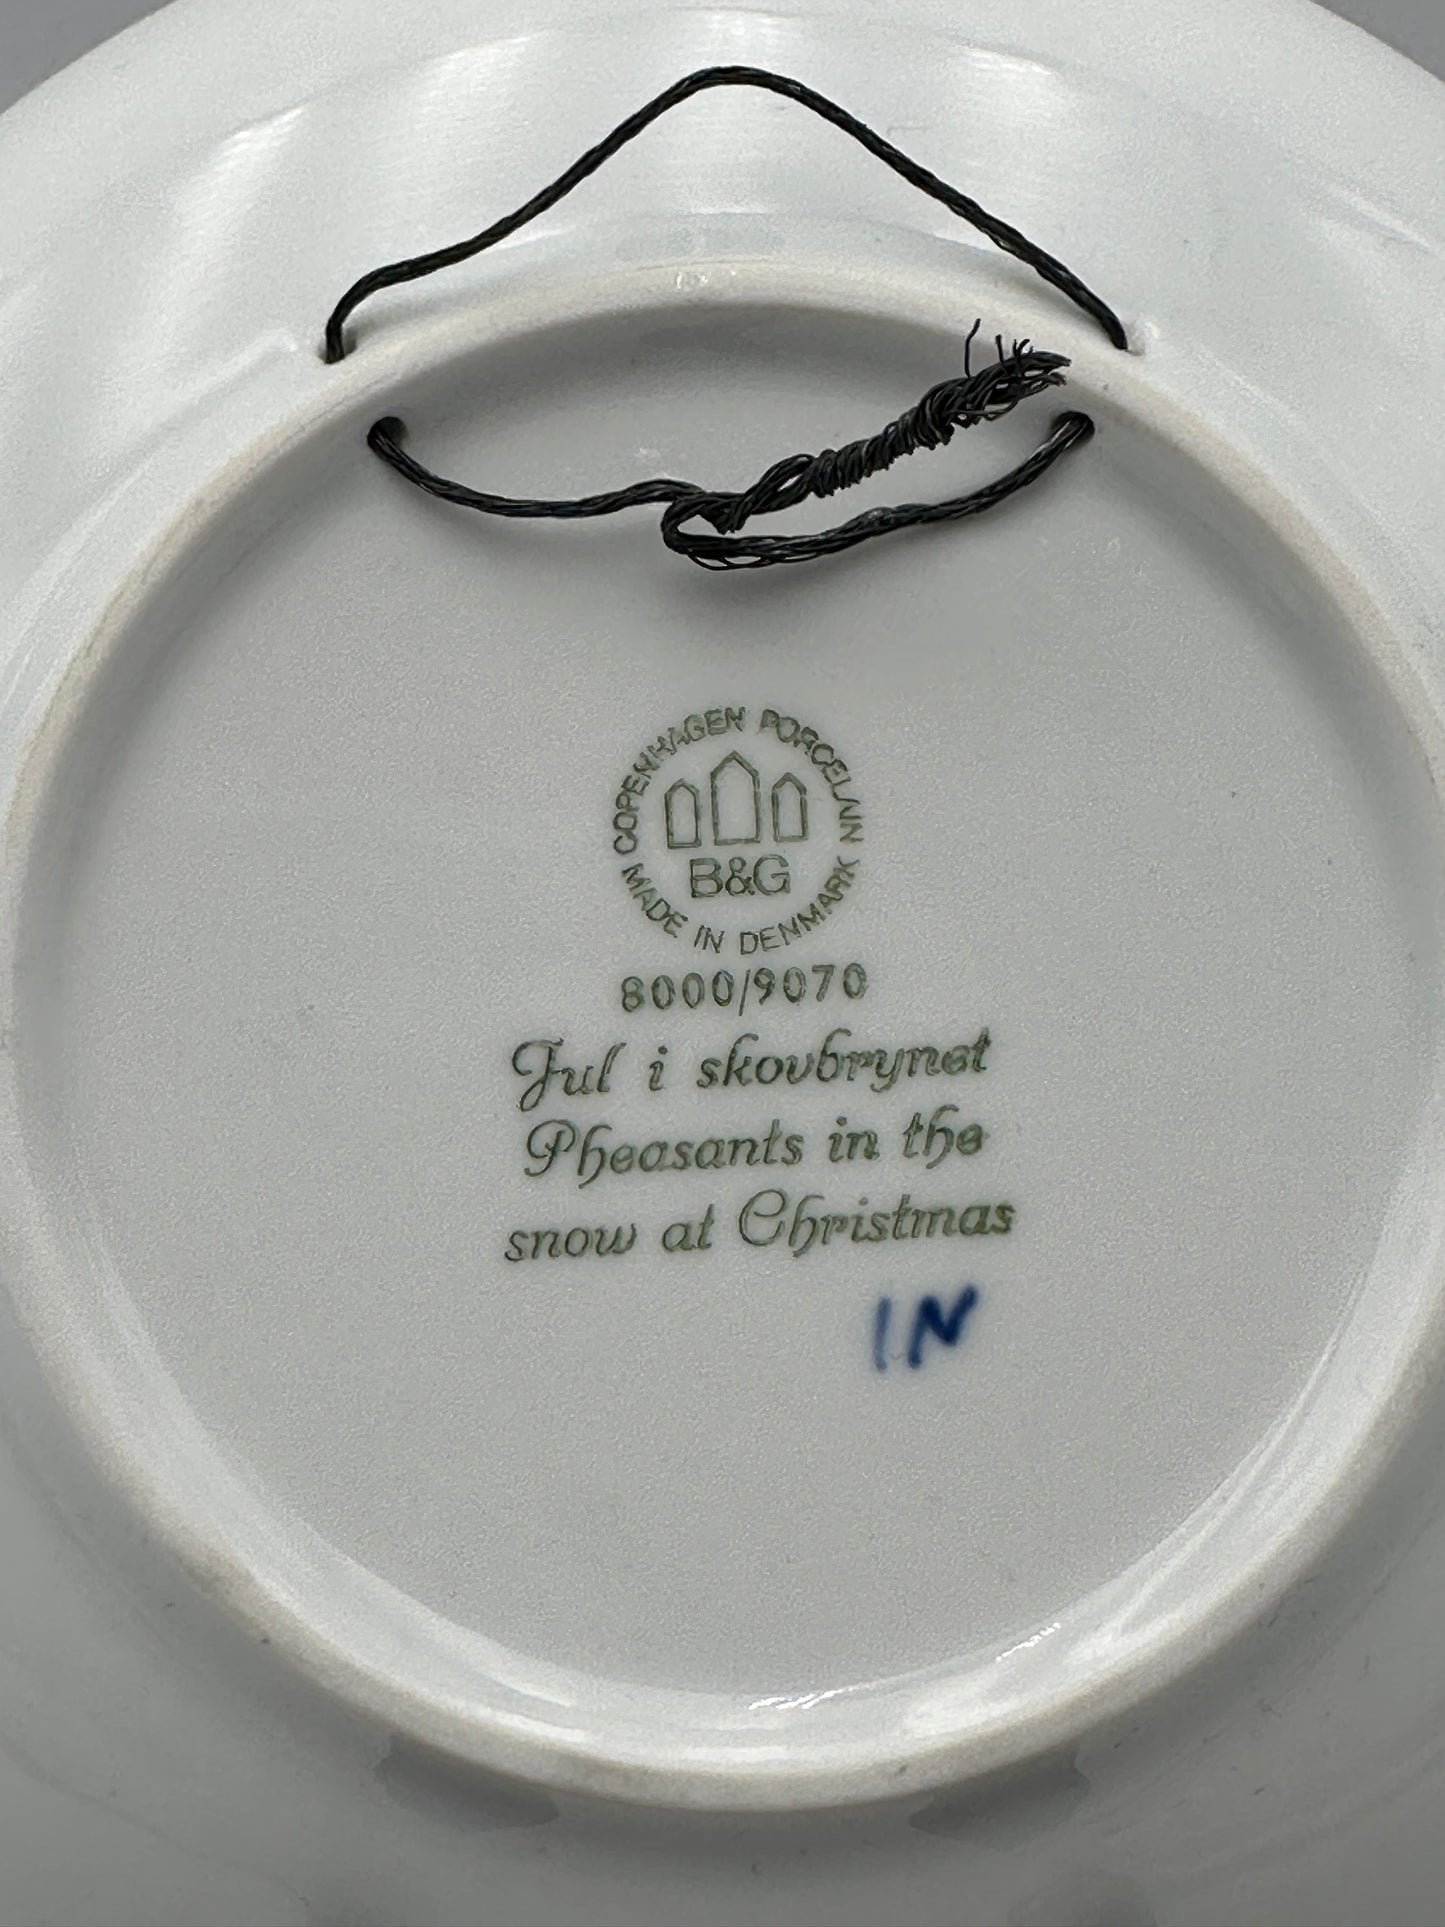 COPENHAGEN PORCELAIN
B&G
MADE IN DENMARK
8000/9070
Jul i skovbrynet
Pheasants in the
snow at Christmas
IN